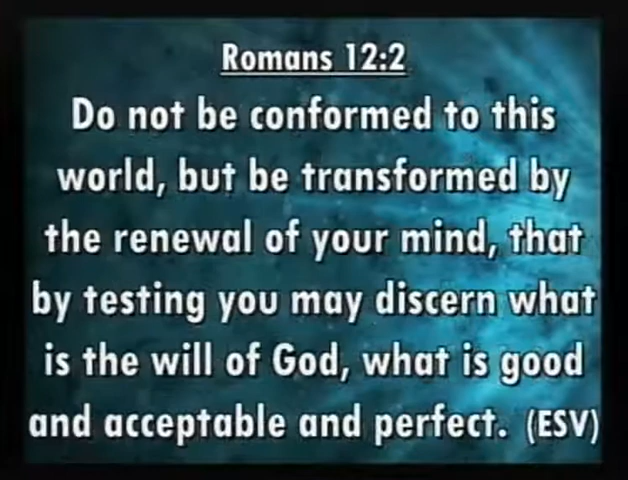 Romans 12:2
Do not be conformed to this
world, but be transformed by
the renewal of your mind, that
by testing you may discern what
is the will of God, what is good
and acceptable and perfect. (ESV)